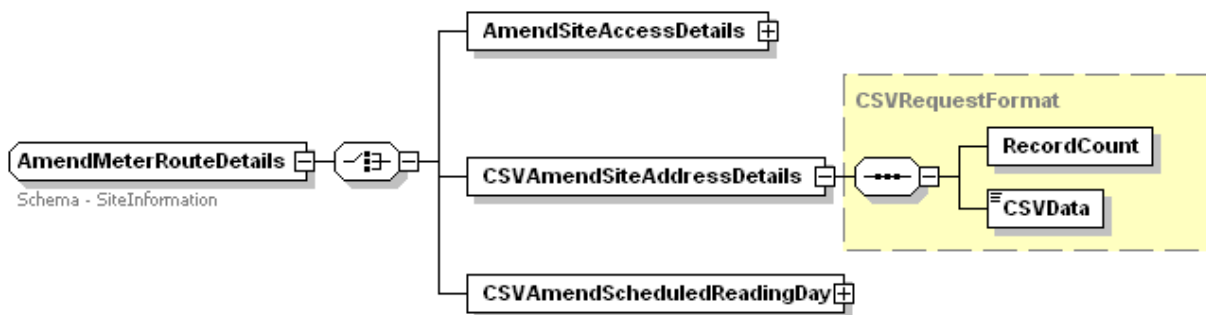 AmendSiteAccessDetails
CSVRequestFormat
RecordCount
AmendMeterRouteDetails
CSVAmendSiteAddressDetails
Schema - SiteInformation
CSVData
CSVAmendScheduledReadingDay